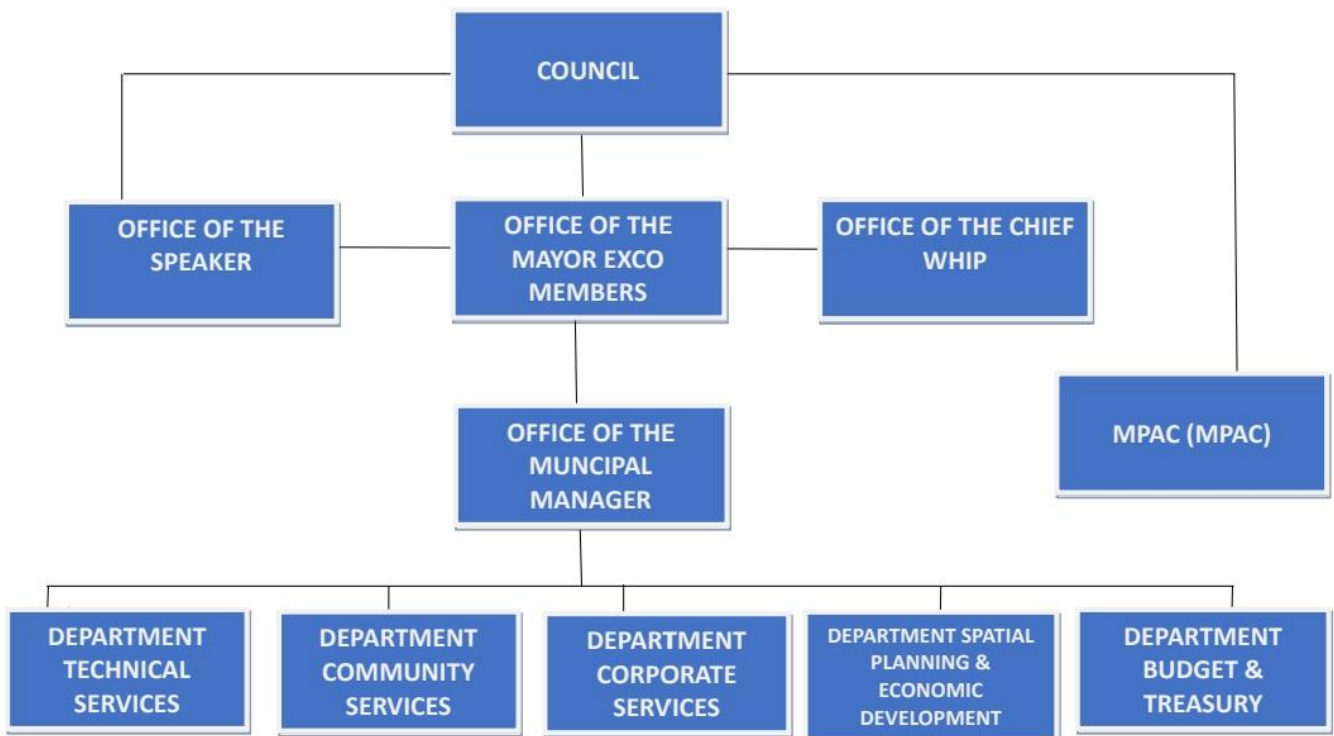 COUNCIL
OFFICE OF THE
SPEAKER
OFFICE OF THE
MAYOR EXCO
MEMBERS
OFFICE OF THE CHIEF
WHIP
OFFICE OF THE
MUNCIPAL
MANAGER
MPAC (MPAC)
DEPARTMENT
TECHNICAL
SERVICES
DEPARTMENT
COMMUNITY
SERVICES
DEPARTMENT
CORPORATE
SERVICES
DEPARTMENT SPATIAL
PLANNING &
ECONOMIC
DEVELOPMENT
DEPARTMENT
BUDGET &
TREASURY